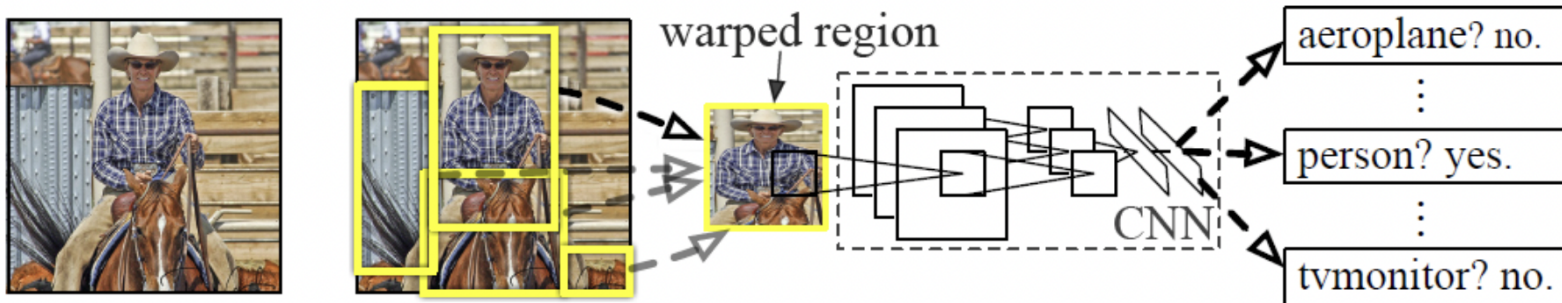 warped region
aeroplane? no.
person? yes.
CNN
tvmonitor? no.